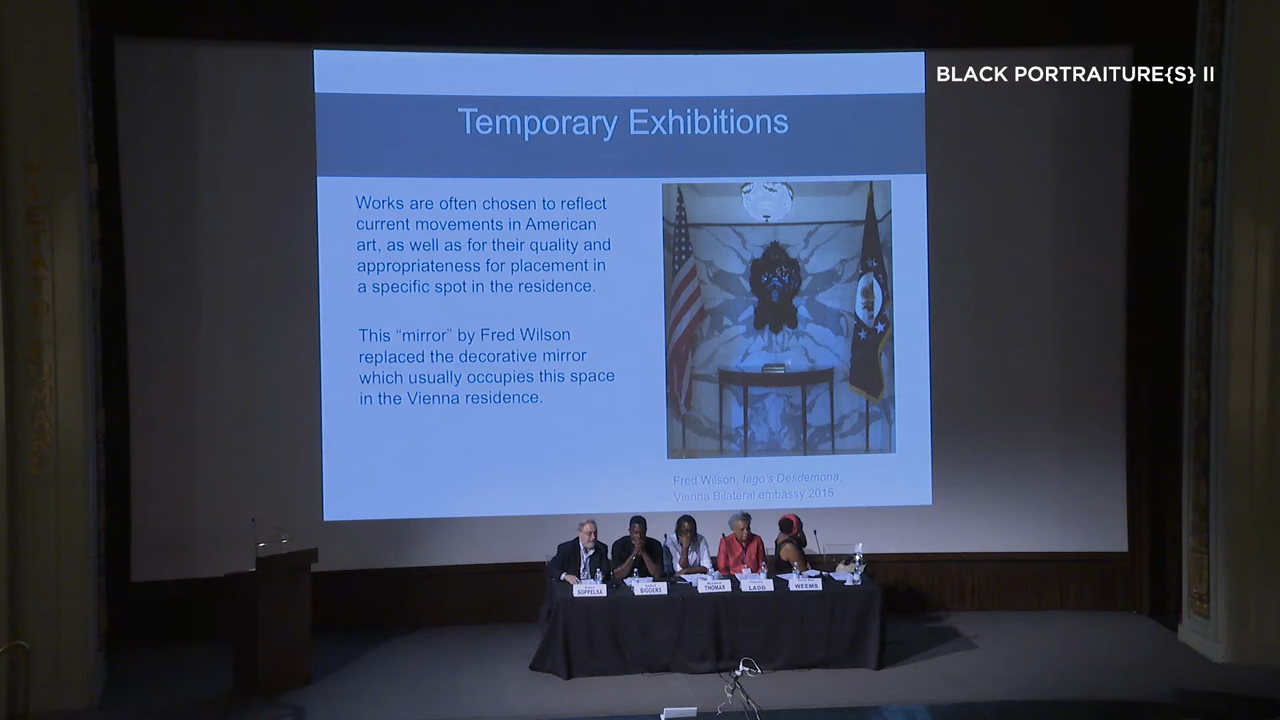 BLACK PORTRAITURE{S} II
Temporary Exhibitions
Works are often chosen to reflect
current movements in American
art, as well as for their quality and
appropriateness for placement in
a specific spot in the residence.
This “mirror” by Fred Wilson
replaced the decorative mirror
which usually occupies this space
in the Vienna residence.
Fred Wilson, Iago's Desdemona,
Vienna Bilateral embassy 2015
SOPPELSA
BIGGERS
THOMAS
LADD
WEEMS